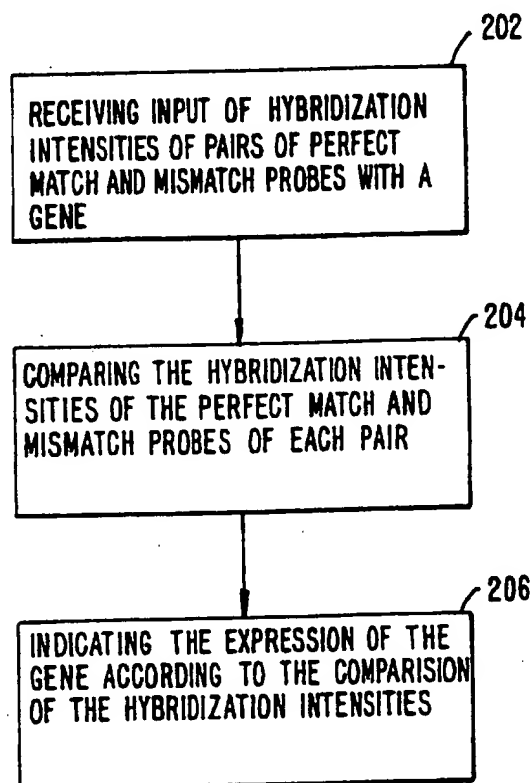 202
RECEIVING INPUT OF HYBRIDIZATION
INTENSITIES OF PAIRS OF PERFECT
MATCH AND MISMATCH PROBES WITH A
GENE
204
COMPARING THE HYBRIDIZATION INTEN-
SITIES OF THE PERFECT MATCH AND
MISMATCH PROBES OF EACH PAIR
206
INDICATING THE EXPRESSION OF THE
GENE ACCORDING TO THE COMPARISION
OF THE HYBRIDIZATION INTENSITIES